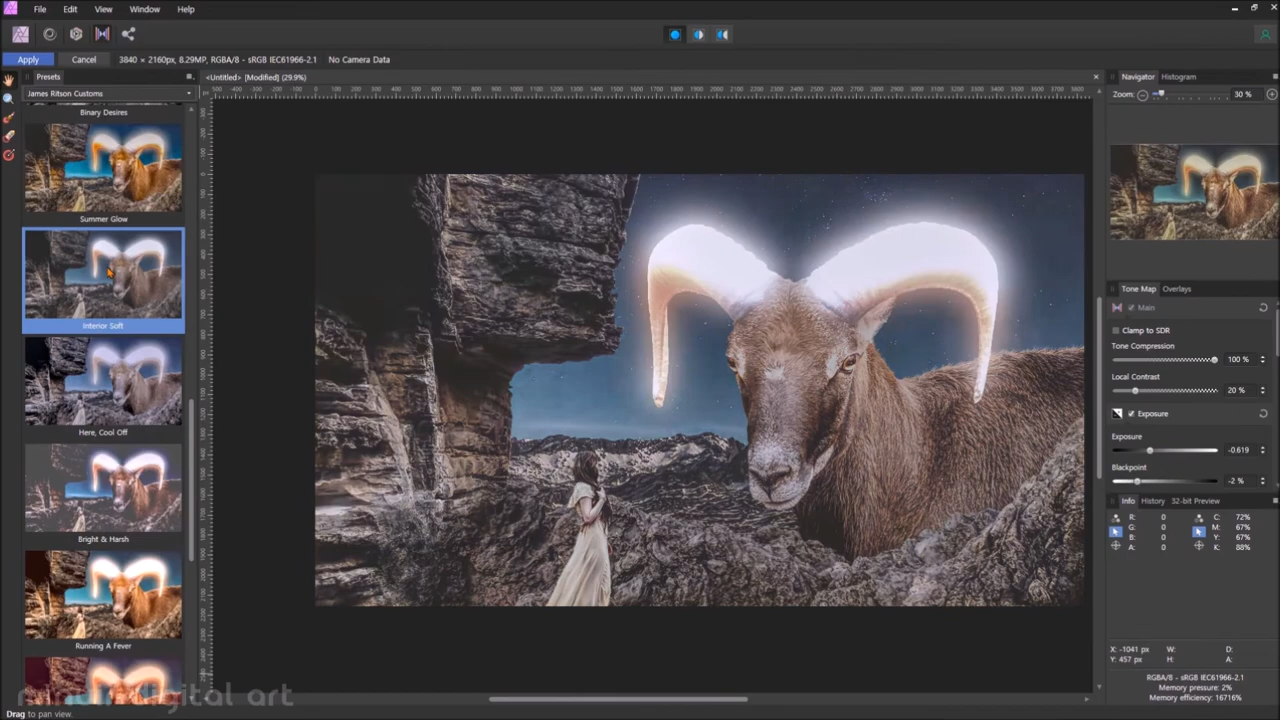 File Edit View Window Help
Apply Cancel 3840 × 2160px, 8.29MP, RGBA/8 - sRGB IEC61966-2.1 No Camera Data
Presets
James Ritson Customs
Binary Desires
Summer Glow
Interior Soft
Here, Cool Off
Bright & Harsh
Running A Fever
digital art
Drag to pan view.
<Untitled> [Modified] (29.9%)
Navigator Histogram
Zoom: 30 %
Tone Map Overlays
Main
Clamp to SDR
Tone Compression
100 %
Local Contrast
20 %
Exposure
Exposure
-0.619
Blackpoint
-2 %
Info History 32-bit Preview
R: 0 C: 72%
G: 0 M: 67%
B: 0 Y: 67%
A: 0 K: 88%
X: -1041 px W: D:
Y: 457 px H: A:
RGBA/8 - sRGB IEC61966-2.1
Memory pressure: 2%
Memory efficiency: 16716%